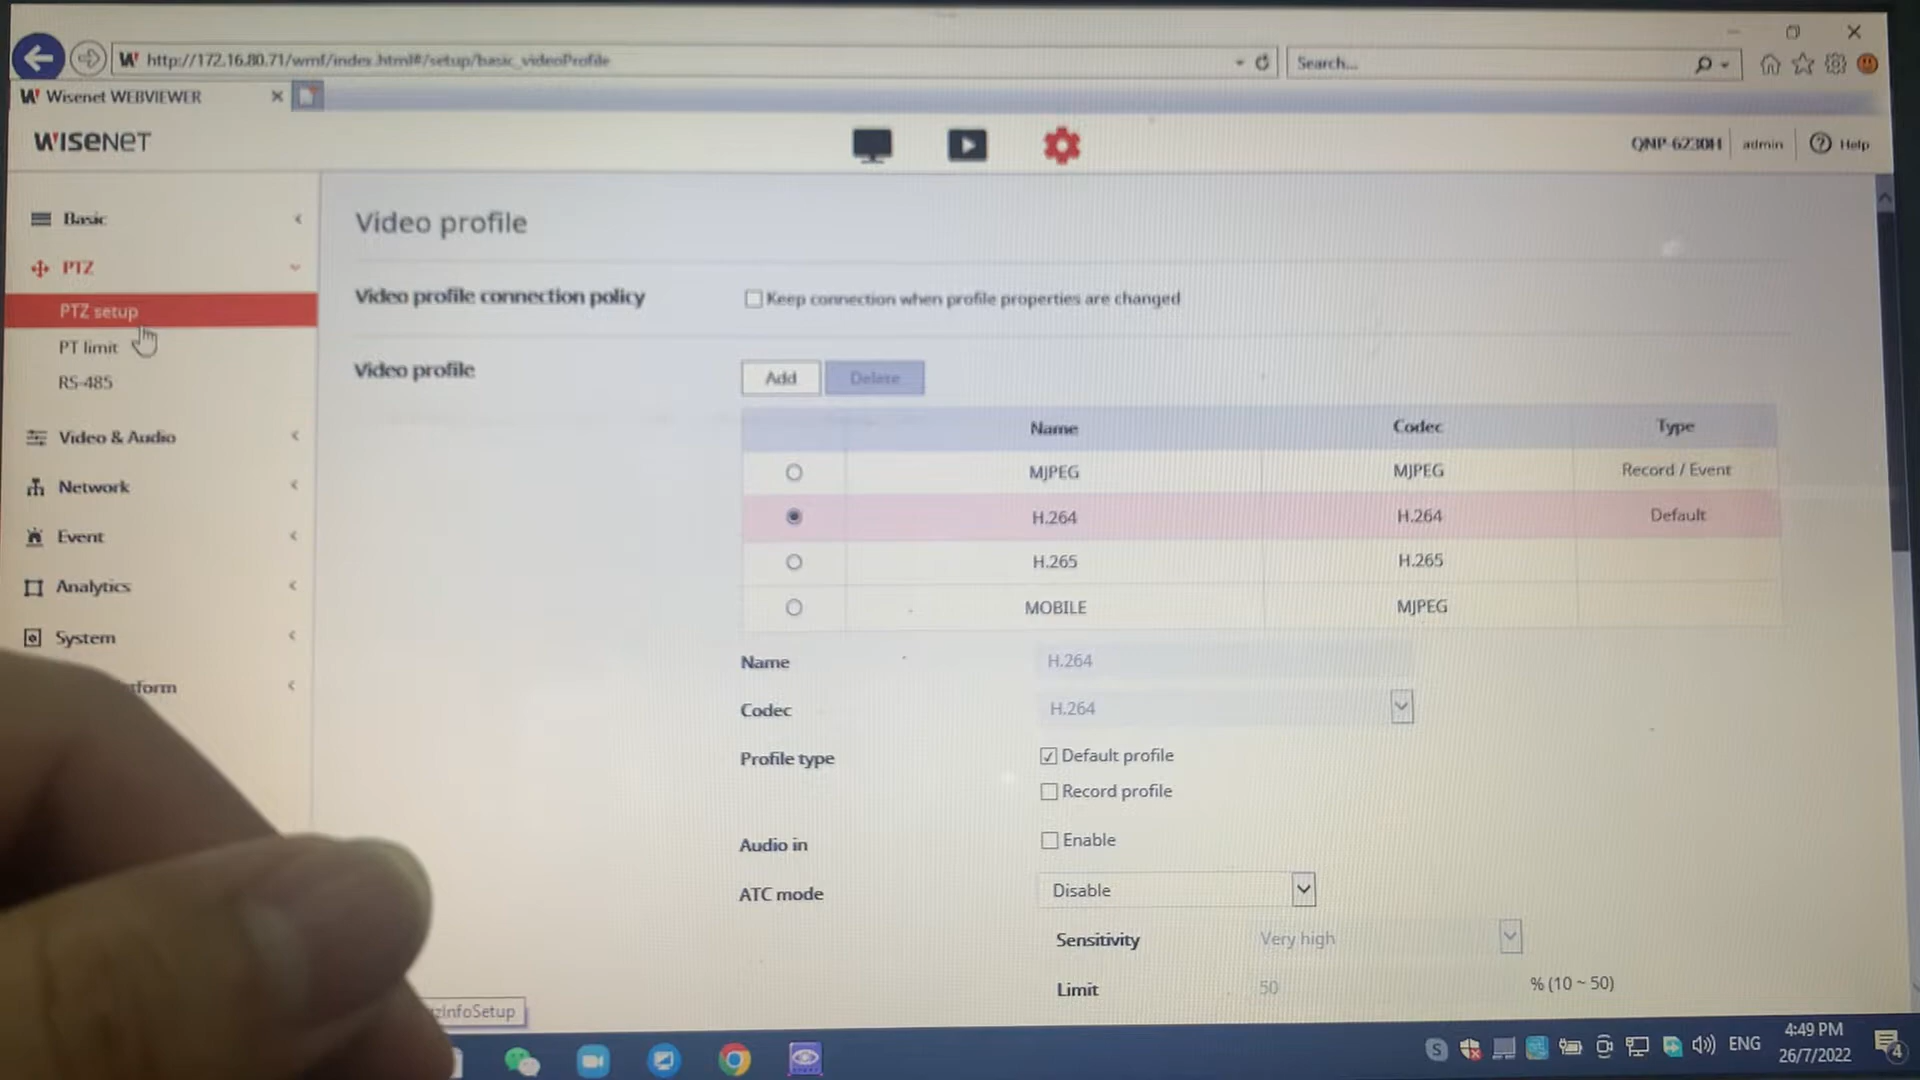 http://172.16.80.71/wmf/index.html#/setup/basic_videoProfile
Search...
Wisenet WEBVIEWER
WISENET
QNP-6230H
admin
Help
Basic
PTZ
PTZ setup
PT limit
RS-485
Video & Audio
Network
Event
Analytics
System
Video profile
Video profile connection policy
Keep connection when profile properties are changed
Video profile
Add
Delete
Name Codec Type
MJPEG MJPEG Record / Event
H.264 H.264 Default
H.265 H.265
MOBILE MJPEG
Name H.264
Codec H.264
Profile type Default profile
Record profile
Audio in Enable
ATC mode Disable
Sensitivity Very high
Limit 50 % (10 ~ 50)
ENG
4:49 PM
26/7/2022
4